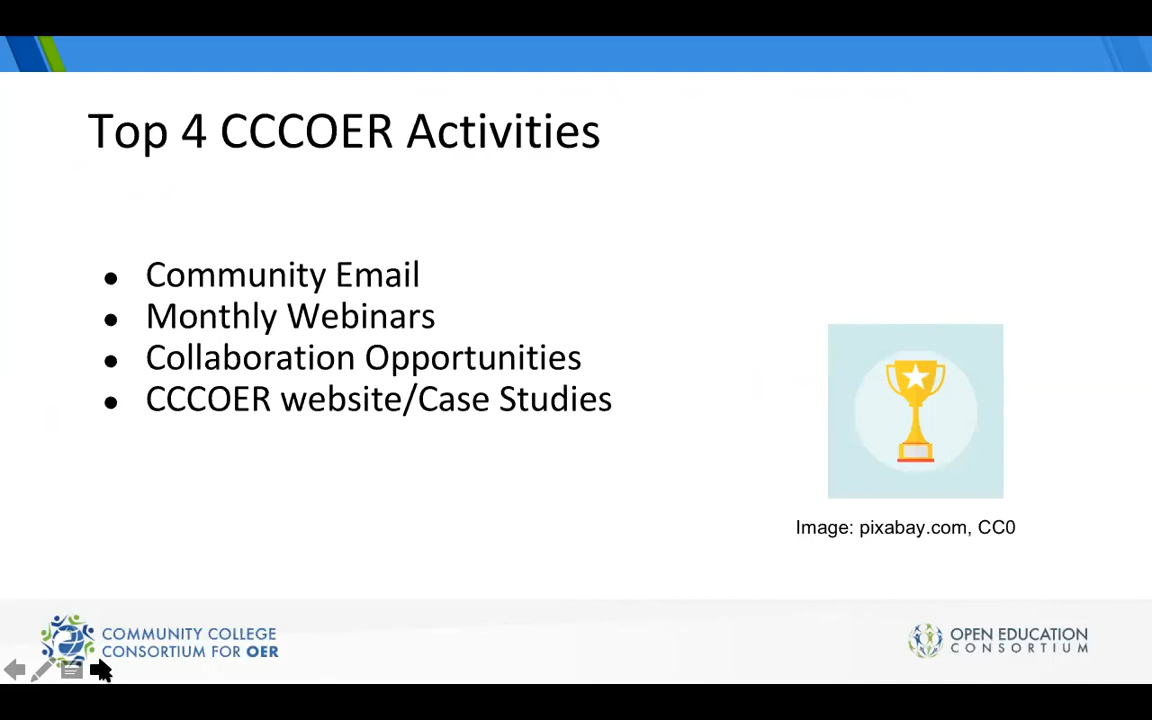 Top 4 CCCOER Activities
● Community Email
● Monthly Webinars
● Collaboration Opportunities
● CCCOER website/Case Studies
Image: pixabay.com, CC0
COMMUNITY COLLEGE
CONSORTIUM FOR OER
OPEN EDUCATION
CONSORTIUM